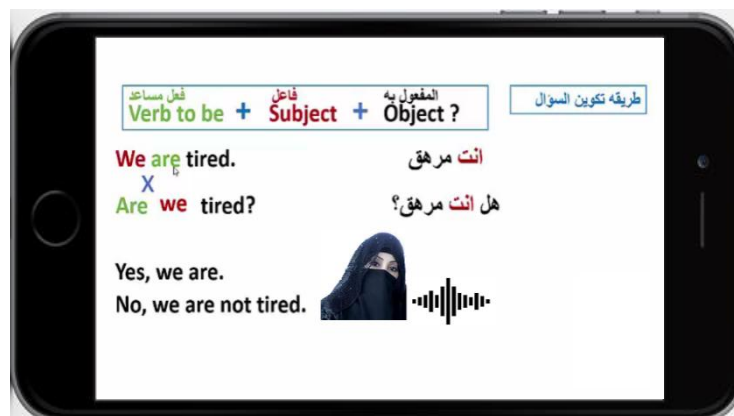 طريقه تكوين السؤال
فعل مساعد فاعل المفعول به
Verb to be + Subject + Object ?
We are tired. انت مرهق
X
Are we tired? هل انت مرهق؟
Yes, we are.
No, we are not tired.